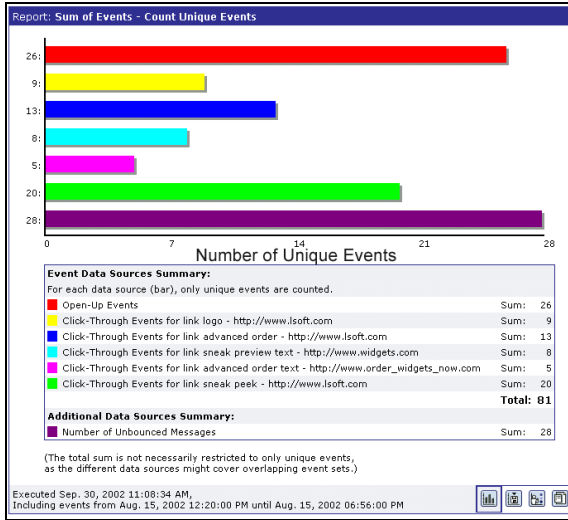 Report: Sum of Events - Count Unique Events
26:
9:
13:
8:
5:
20:
28:
0 7 14 21 28
Number of Unique Events
Event Data Sources Summary:
For each data source (bar), only unique events are counted.
Open-Up Events Sum: 26
Click-Through Events for link logo - http://www.lsoft.com Sum: 9
Click-Through Events for link advanced order - http://www.lsoft.com Sum: 13
Click-Through Events for link sneak preview text - http://www.widgets.com Sum: 8
Click-Through Events for link advanced order text - http://www.order_widgets_now.com Sum: 5
Click-Through Events for link sneak peek - http://www.lsoft.com Sum: 20
Total: 81
Additional Data Sources Summary:
Number of Unbounced Messages Sum: 28
(The total sum is not necessarily restricted to only unique events,
as the different data sources might cover overlapping event sets.)
Executed Sep. 30, 2002 11:08:34 AM,
Including events from Aug. 15, 2002 12:20:00 PM until Aug. 15, 2002 06:56:00 PM